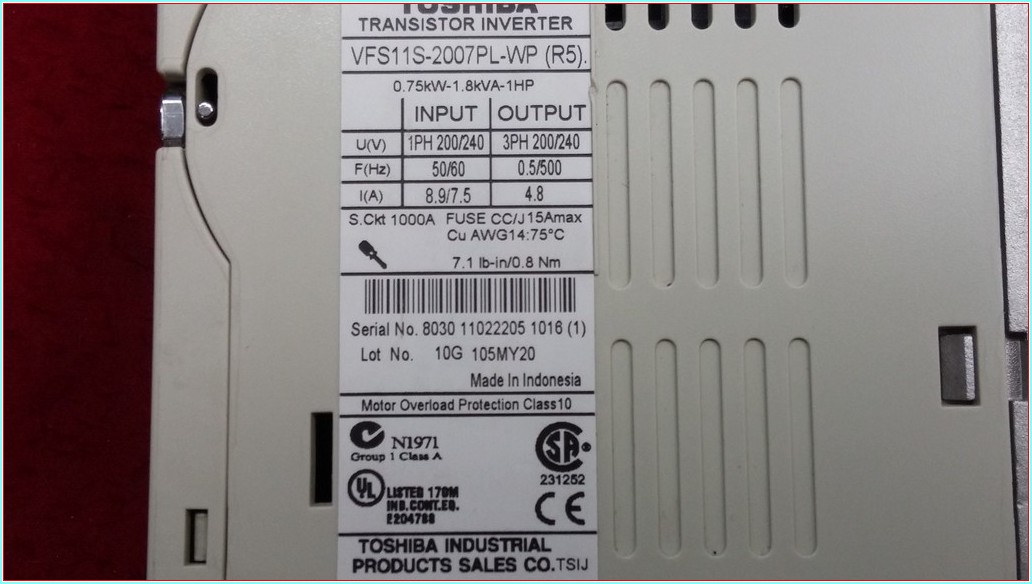 TOSHIBA
TRANSISTOR INVERTER
VFS11S-2007PL-WP (R5).
0.75kW-1.8kVA-1HP
INPUT OUTPUT
U(V) 1PH 200/240 3PH 200/240
F(Hz) 50/60 0.5/500
I(A) 8.9/7.5 4.8
S.Ckt 1000A FUSE CC/J15Amax
Cu AWG14:75°C
7.1 lb-in/0.8 Nm
Serial No. 8030 11022205 1016 (1)
Lot No. 10G 105MY20
Made In Indonesia
Motor Overload Protection Class10
N1971
Group 1 Class A
SA
231252
UL
LISTED 170M
IND.CONT.EQ.
E204788
CE
TOSHIBA INDUSTRIAL
PRODUCTS SALES CO.TSIJ